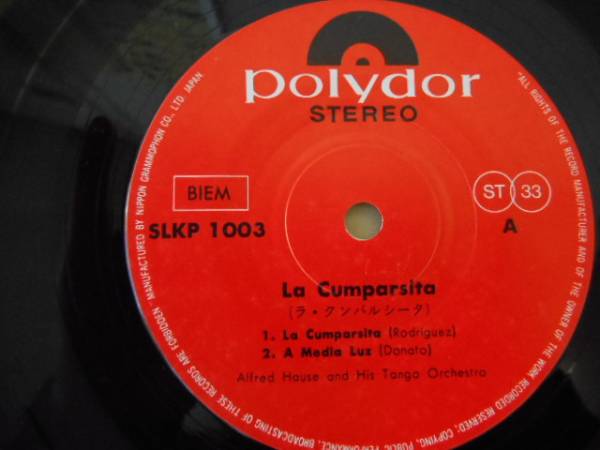 polydor
STEREO
BIEM
SLKP 1003
ST 33
A
La Cumparsita
(ラ・クンパルシータ)
1. La Cumparsita (Rodriguez)
2. A Media Luz (Donato)
Alfred Hause and His Tango Orchestra
"ALL RIGHTS OF THE RECORD MANUFACTURER AND OF THE OWNER OF THE WORK RECORDED RESERVED: COPYING, PUBLIC PERFORMANCE, BROADCASTING OF THESE RECORDS ARE FORBIDDEN - MANUFACTURED BY NIPPON GRAMMOPHON CO., LTD. JAPAN.